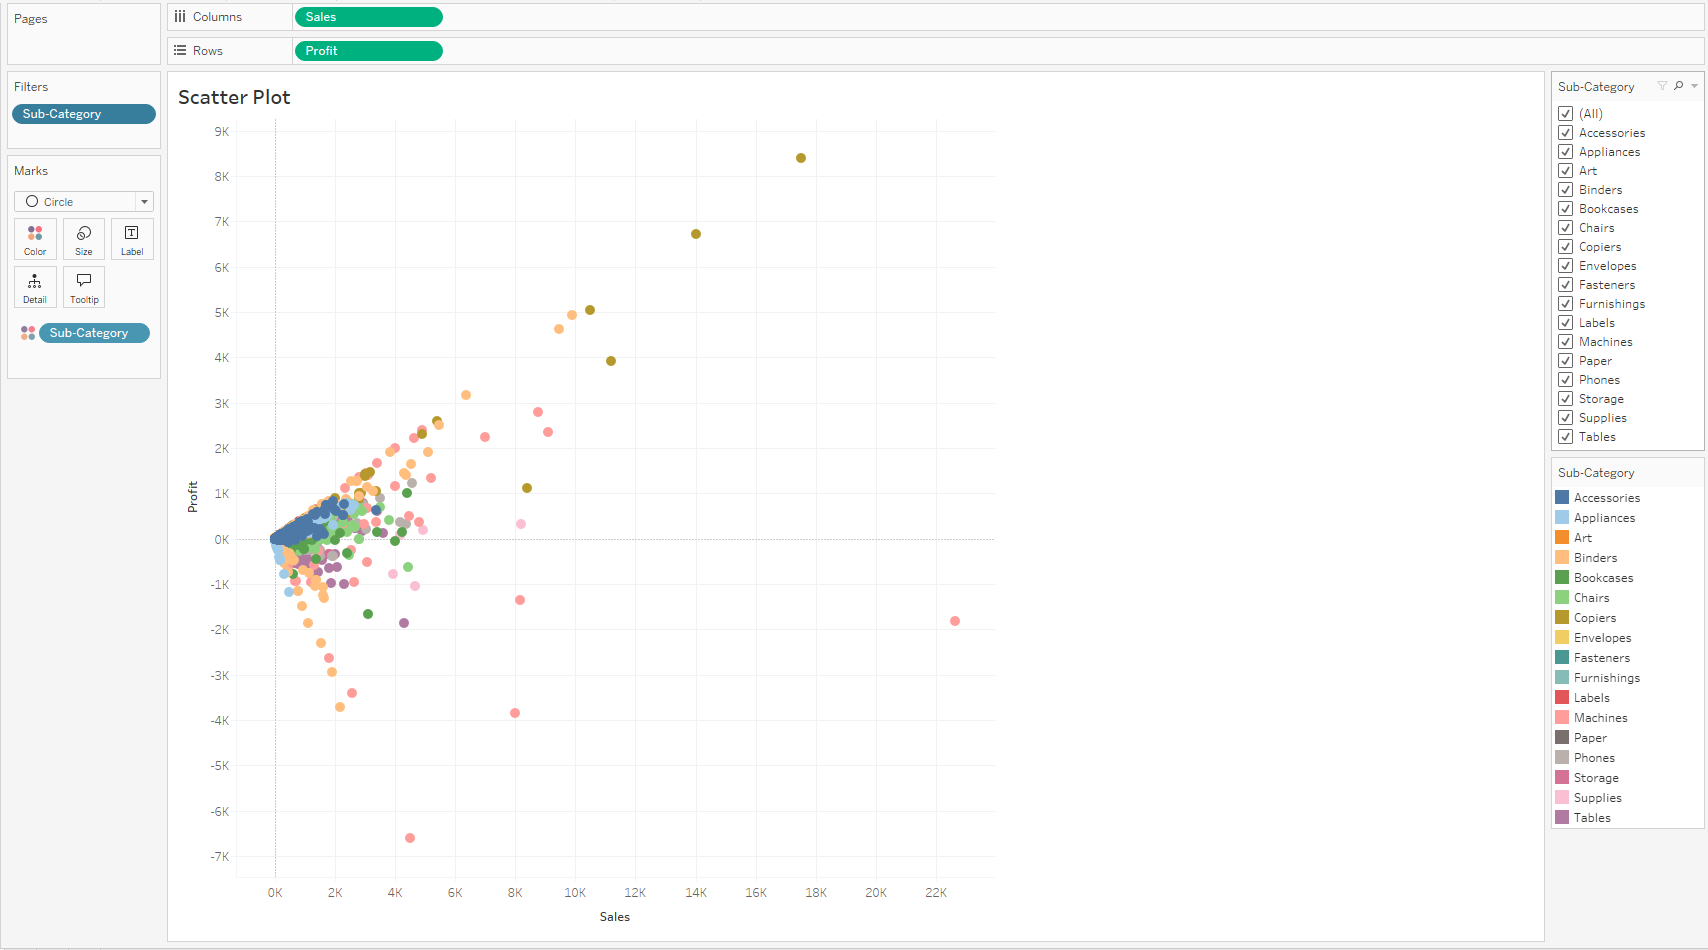 Pages
Columns
Sales
Rows
Profit
Filters
Sub-Category
Marks
Circle
Color
Size
Label
Detail
Tooltip
Sub-Category
Scatter Plot
9K
8K
7K
6K
5K
4K
3K
2K
1K
0K
-1K
-2K
-3K
-4K
-5K
-6K
-7K
Profit
0K 2K 4K 6K 8K 10K 12K 14K 16K 18K 20K 22K
Sales
Sub-Category
(All)
Accessories
Appliances
Art
Binders
Bookcases
Chairs
Copiers
Envelopes
Fasteners
Furnishings
Labels
Machines
Paper
Phones
Storage
Supplies
Tables
Sub-Category
Accessories
Appliances
Art
Binders
Bookcases
Chairs
Copiers
Envelopes
Fasteners
Furnishings
Labels
Machines
Paper
Phones
Storage
Supplies
Tables